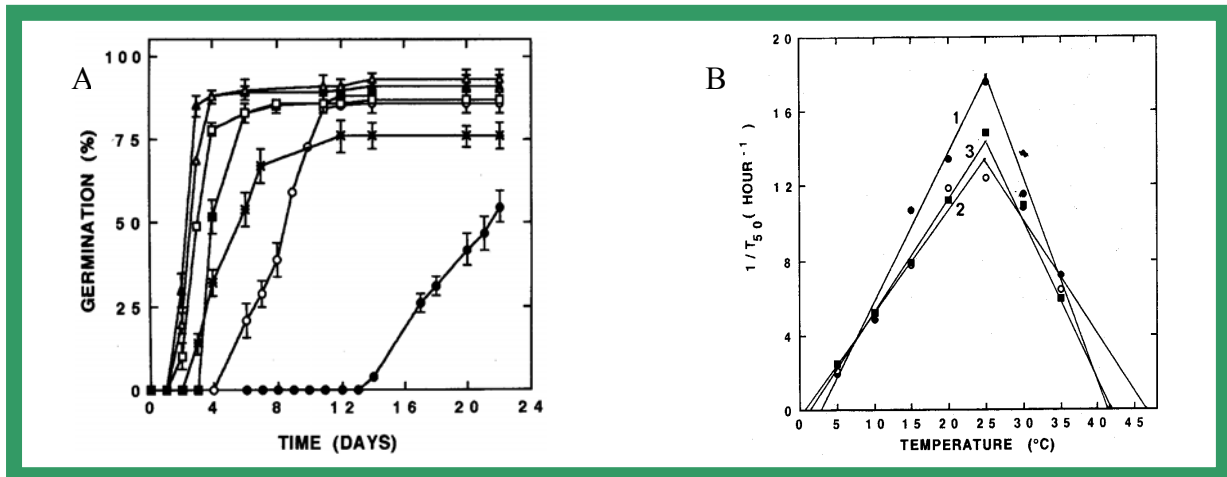 A
100
75
50
25
0
GERMINATION (%)
0 4 8 12 16 20 24
TIME (DAYS)
B
20
16
12
8
4
0
1/T50 (HOUR-1)
1
3
2
0 5 10 15 20 25 30 35 40 45
TEMPERATURE (°C)